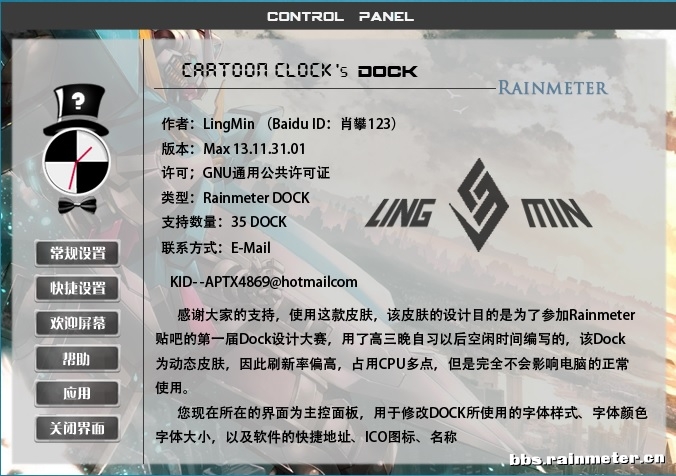 CONTROL PANEL
CARTOON CLOCK's DOCK
RAINMETER
?
作者：LingMin （Baidu ID：肖攀123）
版本：Max 13.11.31.01
许可；GNU通用公共许可证
类型：Rainmeter DOCK
支持数量：35 DOCK
联系方式：E-Mail
KID--APTX4869@hotmailcom
LING MIN
常规设置
快捷设置
欢迎屏幕
帮助
应用
关闭界面
感谢大家的支持，使用这款皮肤，该皮肤的设计目的是为了参加Rainmeter
贴吧的第一届Dock设计大赛，用了高三晚自习以后空闲时间编写的，该Dock
为动态皮肤，因此刷新率偏高，占用CPU多点，但是完全不会影响电脑的正常
使用。
您现在所在的界面为主控面板，用于修改DOCK所使用的字体样式、字体颜色
字体大小，以及软件的快捷地址、ICO图标、名称
bbs.rainmeter.cn